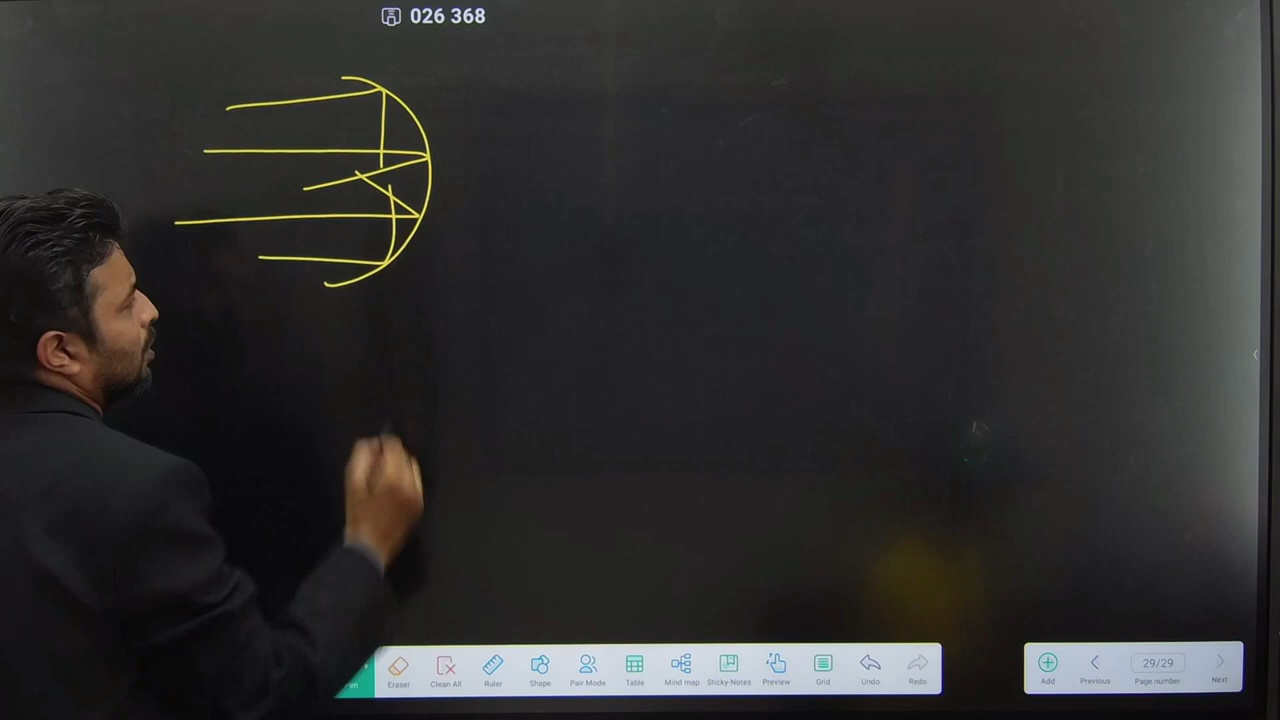 026 368
en
Eraser
Clean All
Ruler
Shape
Pair Mode
Table
Mind map
Sticky-Notes
Preview
Grid
Undo
Redo
Add
Previous
29/29
Page number
Next